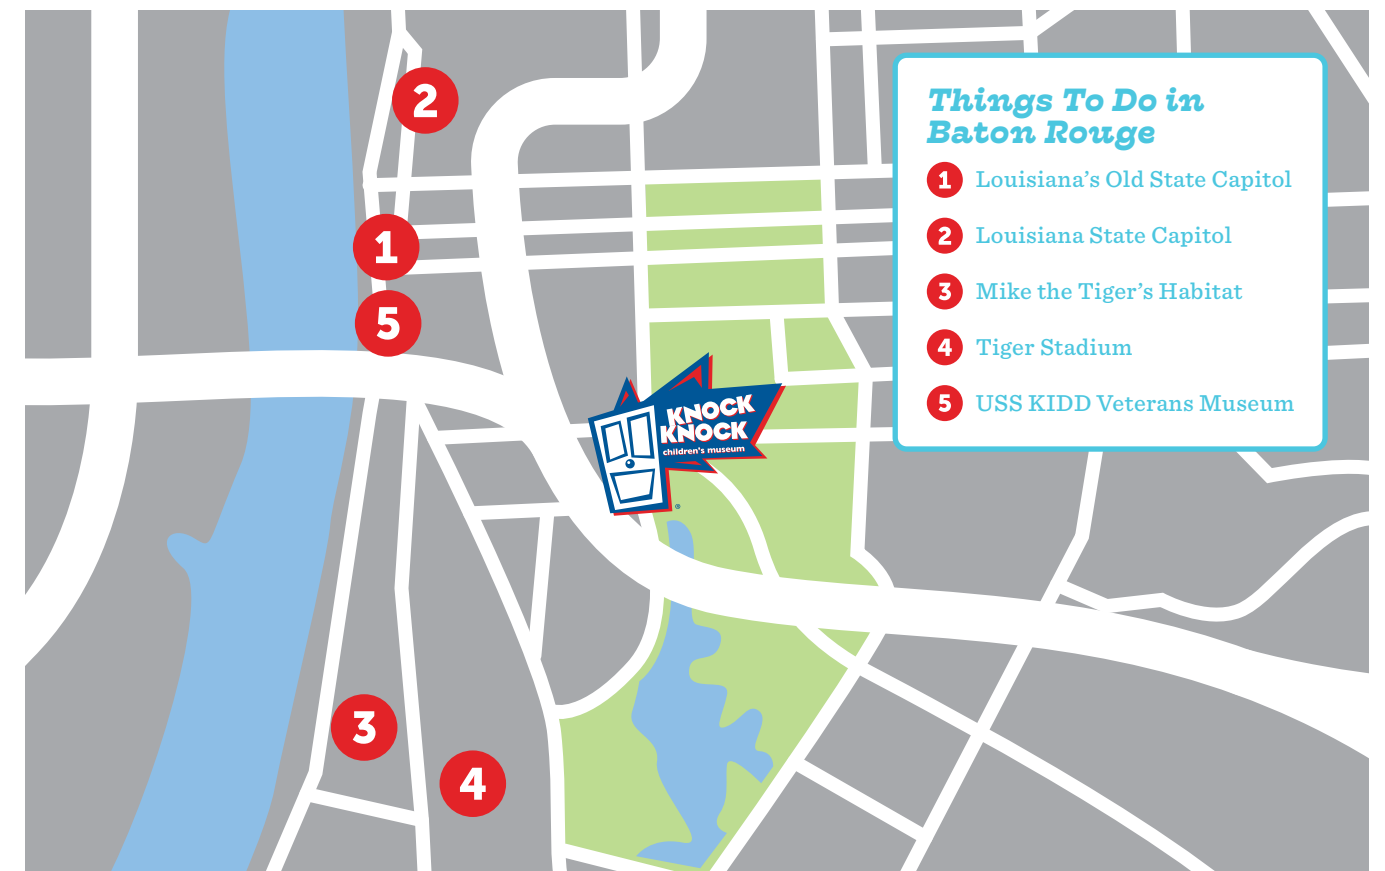 Things To Do in
Baton Rouge
1 Louisiana’s Old State Capitol
2 Louisiana State Capitol
3 Mike the Tiger’s Habitat
4 Tiger Stadium
5 USS KIDD Veterans Museum
2
1
5
KNOCK
KNOCK
children's museum
®
3
4